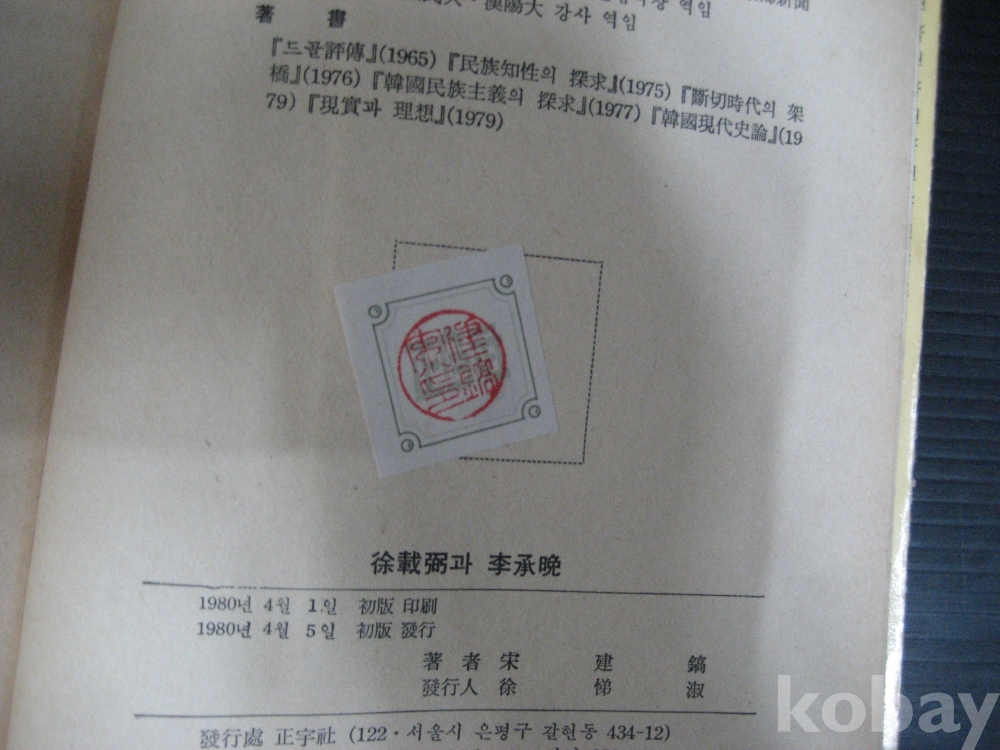 漢陽大 강사 역임
著 書
『드골評傳』(1965) 『民族知性의 探求』(1975) 『斷切時代의 架
橋』(1976) 『韓國民族主義의 探求』(1977) 『韓國現代史論』(19
79) 『現實과 理想』(1979)
徐載弼과 李承晩
1980년 4월 1일 初版 印刷
1980년 4월 5일 初版 發行
著 者 宋 建 鎬
發行人 徐 悌 淑
發行處 正宇社 (122·서울시 은평구 갈현동 434-12)
kobay